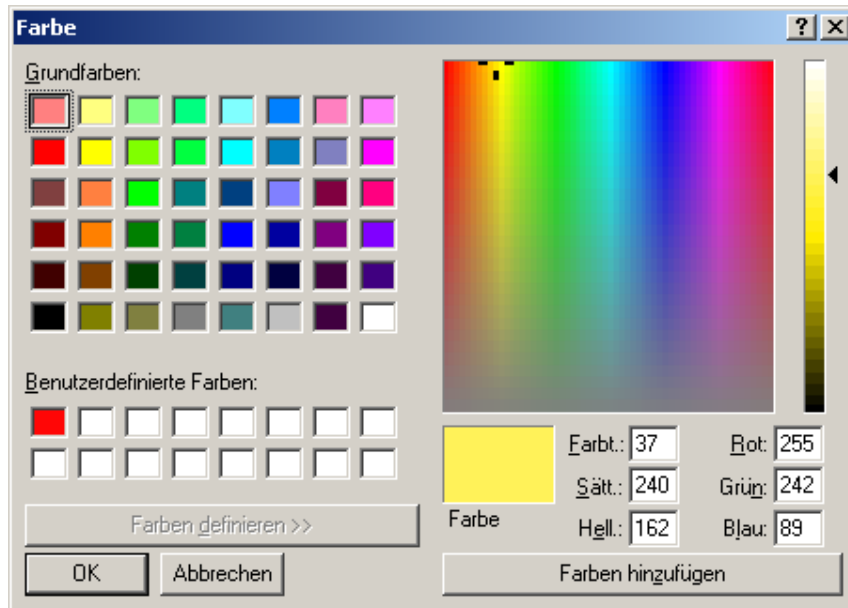 Farbe
Grundfarben:
Benutzerdefinierte Farben:
Farben definieren >>
OK Abbrechen
Farbe
Farbt.: 37 Rot: 255
Sätt.: 240 Grün: 242
Hell.: 162 Blau: 89
Farben hinzufügen